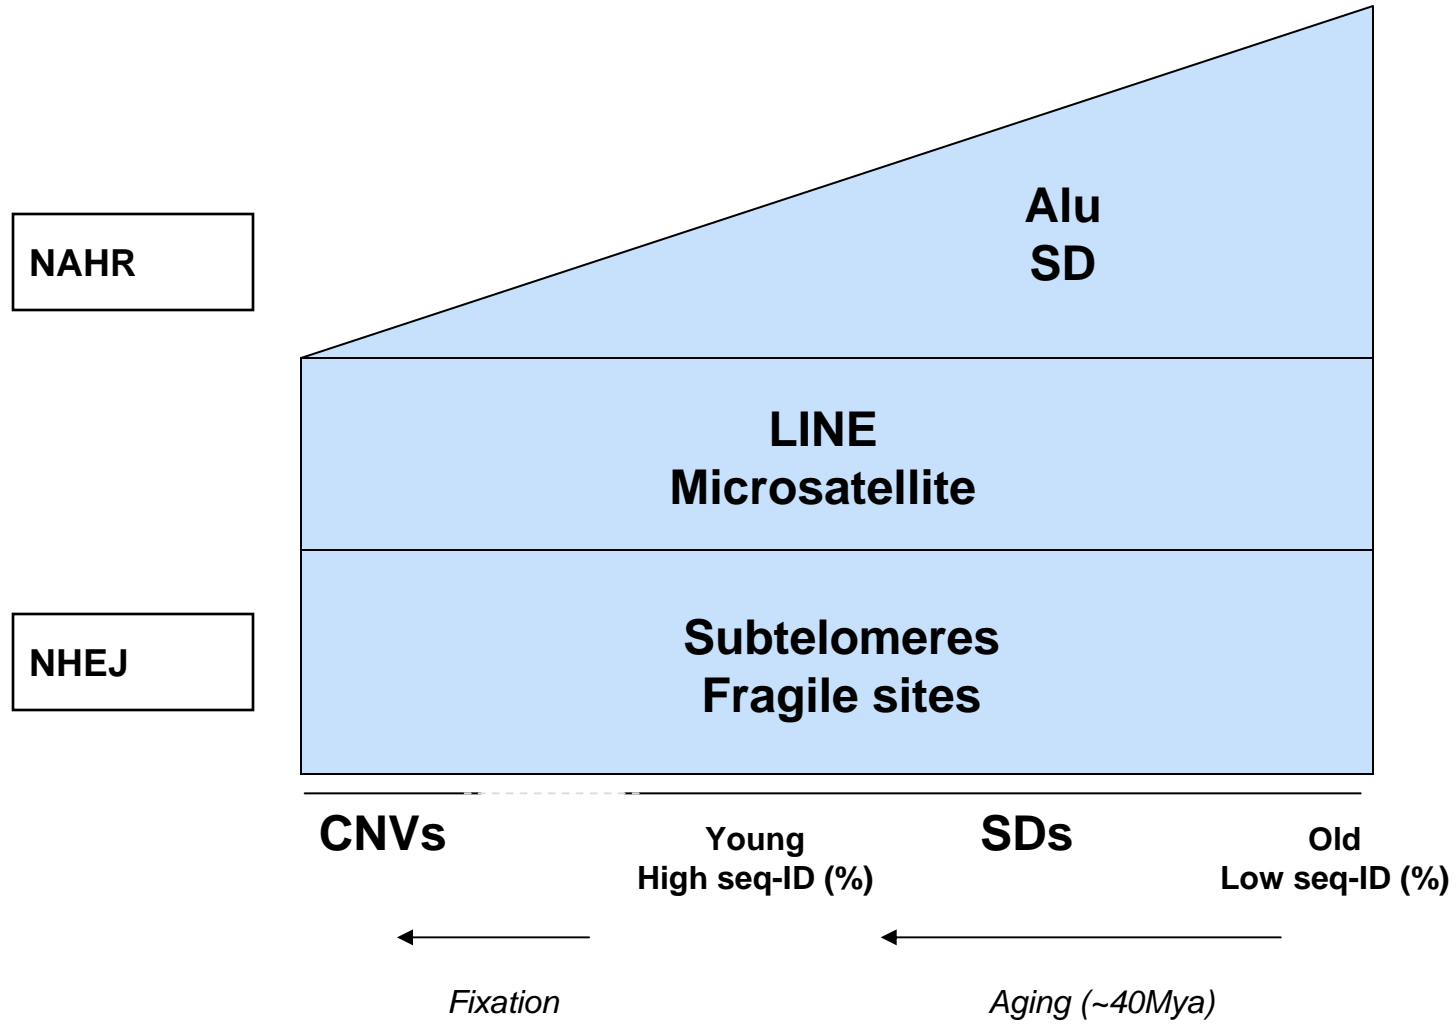 NAHR
Alu
SD
LINE
Microsatellite
NHEJ
Subtelomeres
Fragile sites
CNVs
Young
High seq-ID (%)
SDs
Old
Low seq-ID (%)
Fixation
Aging (~40Mya)